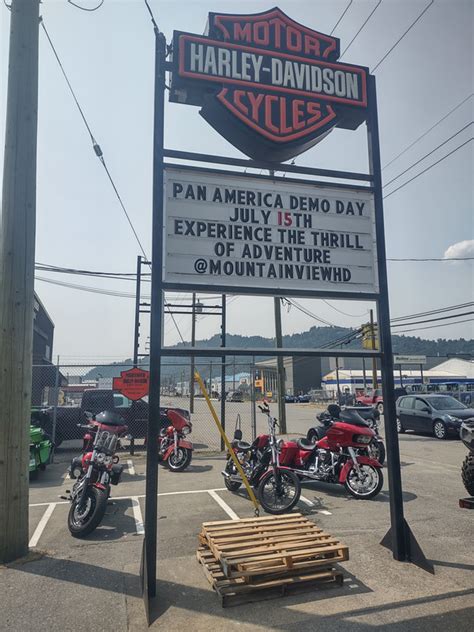 MOTOR
HARLEY-DAVIDSON
CYCLES
PAN AMERICA DEMO DAY
JULY 15TH
EXPERIENCE THE THRILL
OF ADVENTURE
@MOUNTAINVIEWHD